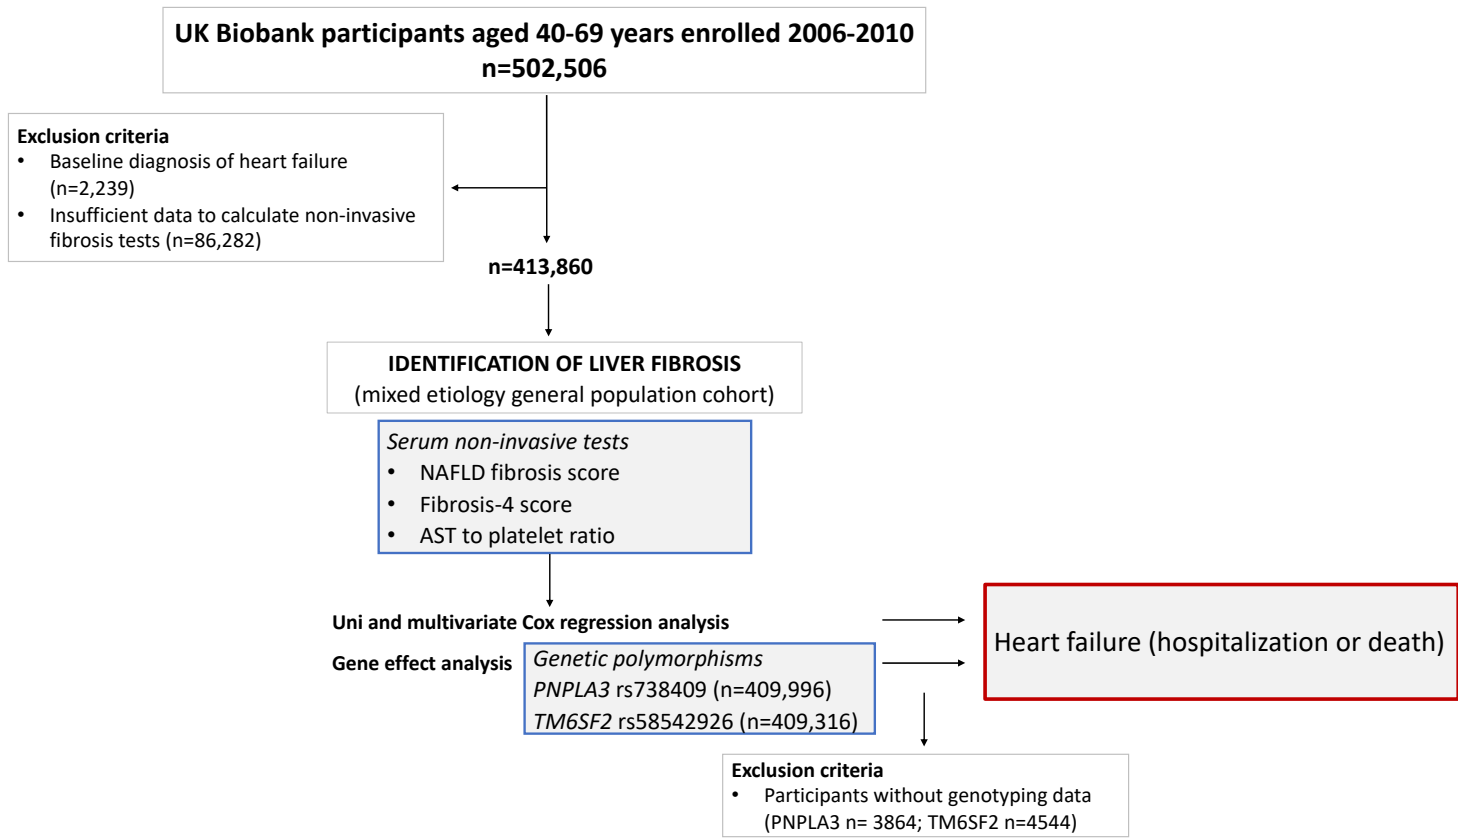 UK Biobank participants aged 40-69 years enrolled 2006-2010
n=502,506
Exclusion criteria
• Baseline diagnosis of heart failure
(n=2,239)
• Insufficient data to calculate non-invasive
fibrosis tests (n=86,282)
n=413,860
IDENTIFICATION OF LIVER FIBROSIS
(mixed etiology general population cohort)
Serum non-invasive tests
• NAFLD fibrosis score
• Fibrosis-4 score
• AST to platelet ratio
Uni and multivariate Cox regression analysis
Gene effect analysis
Genetic polymorphisms
PNPLA3 rs738409 (n=409,996)
TM6SF2 rs58542926 (n=409,316)
Heart failure (hospitalization or death)
Exclusion criteria
• Participants without genotyping data
(PNPLA3 n= 3864; TM6SF2 n=4544)